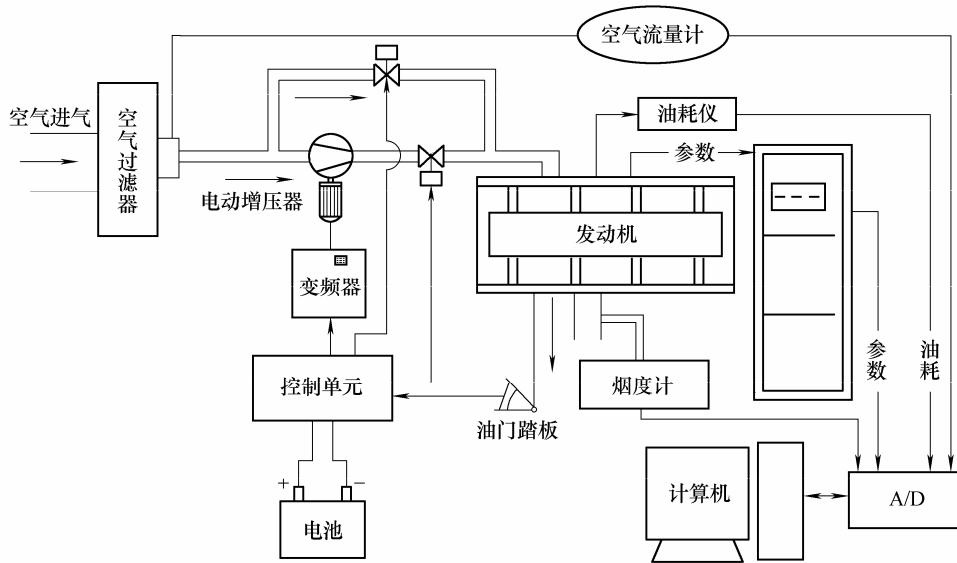 空气流量计
空气进气
空气过滤器
油耗仪
参数
电动增压器
发动机
变频器
参数
油耗
控制单元
烟度计
油门踏板
+
−
计算机
A/D
电池